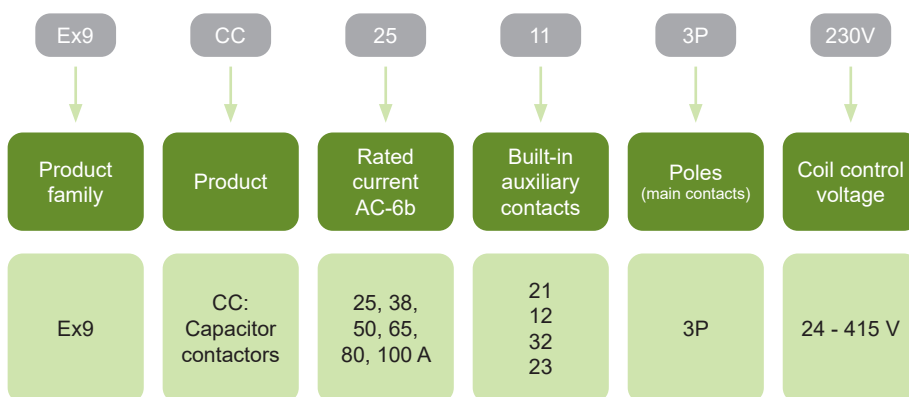 Ex9 CC 25 11 3P 230V
Product family
Product
Rated current AC-6b
Built-in auxiliary contacts
Poles (main contacts)
Coil control voltage
Ex9
CC: Capacitor contactors
25, 38, 50, 65, 80, 100 A
21
12
32
23
3P
24 - 415 V